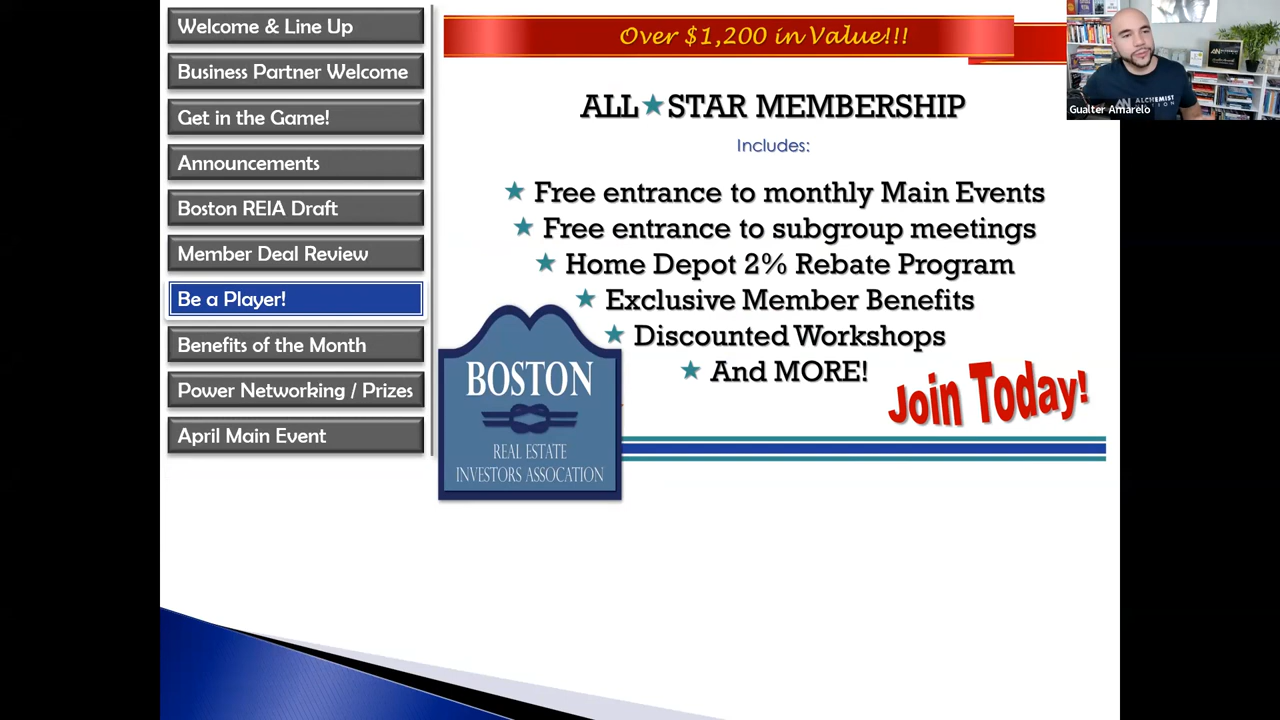 Welcome & Line Up
Business Partner Welcome
Get in the Game!
Announcements
Boston REIA Draft
Member Deal Review
Be a Player!
Benefits of the Month
Power Networking / Prizes
April Main Event
Over $1,200 in Value!!!
ALL★STAR MEMBERSHIP
Includes:
★ Free entrance to monthly Main Events
★ Free entrance to subgroup meetings
★ Home Depot 2% Rebate Program
★ Exclusive Member Benefits
★ Discounted Workshops
★ And MORE!
Join Today!
BOSTON
REAL ESTATE
INVESTORS ASSOCATION
ALCHEMIST
Gualter Amarelo